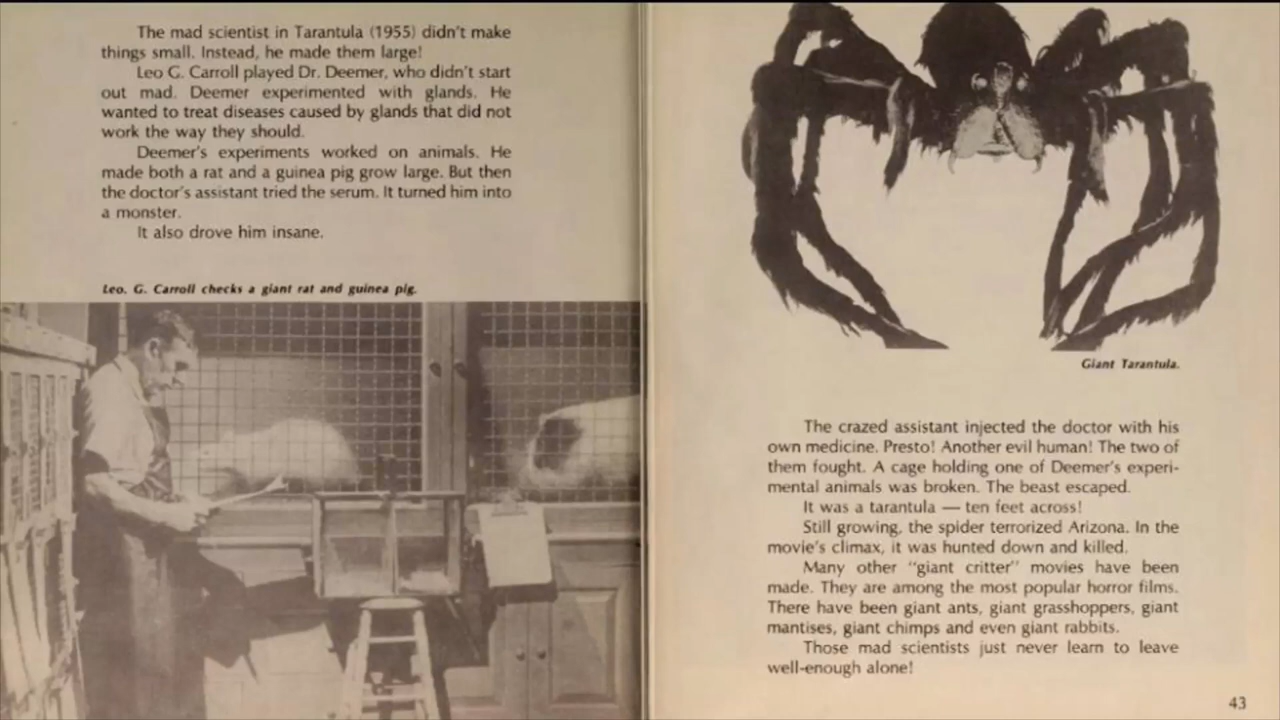 The mad scientist in Tarantula (1955) didn't make
things small. Instead, he made them large!
Leo G. Carroll played Dr. Deemer, who didn't start
out mad. Deemer experimented with glands. He
wanted to treat diseases caused by glands that did not
work the way they should.
Deemer's experiments worked on animals. He
made both a rat and a guinea pig grow large. But then
the doctor's assistant tried the serum. It turned him into
a monster.
It also drove him insane.
Leo. G. Carroll checks a giant rat and guinea pig.
Giant Tarantula.
The crazed assistant injected the doctor with his
own medicine. Presto! Another evil human! The two of
them fought. A cage holding one of Deemer's experi-
mental animals was broken. The beast escaped.
It was a tarantula — ten feet across!
Still growing, the spider terrorized Arizona. In the
movie's climax, it was hunted down and killed.
Many other "giant critter" movies have been
made. They are among the most popular horror films.
There have been giant ants, giant grasshoppers, giant
mantises, giant chimps and even giant rabbits.
Those mad scientists just never learn to leave
well-enough alone!
43